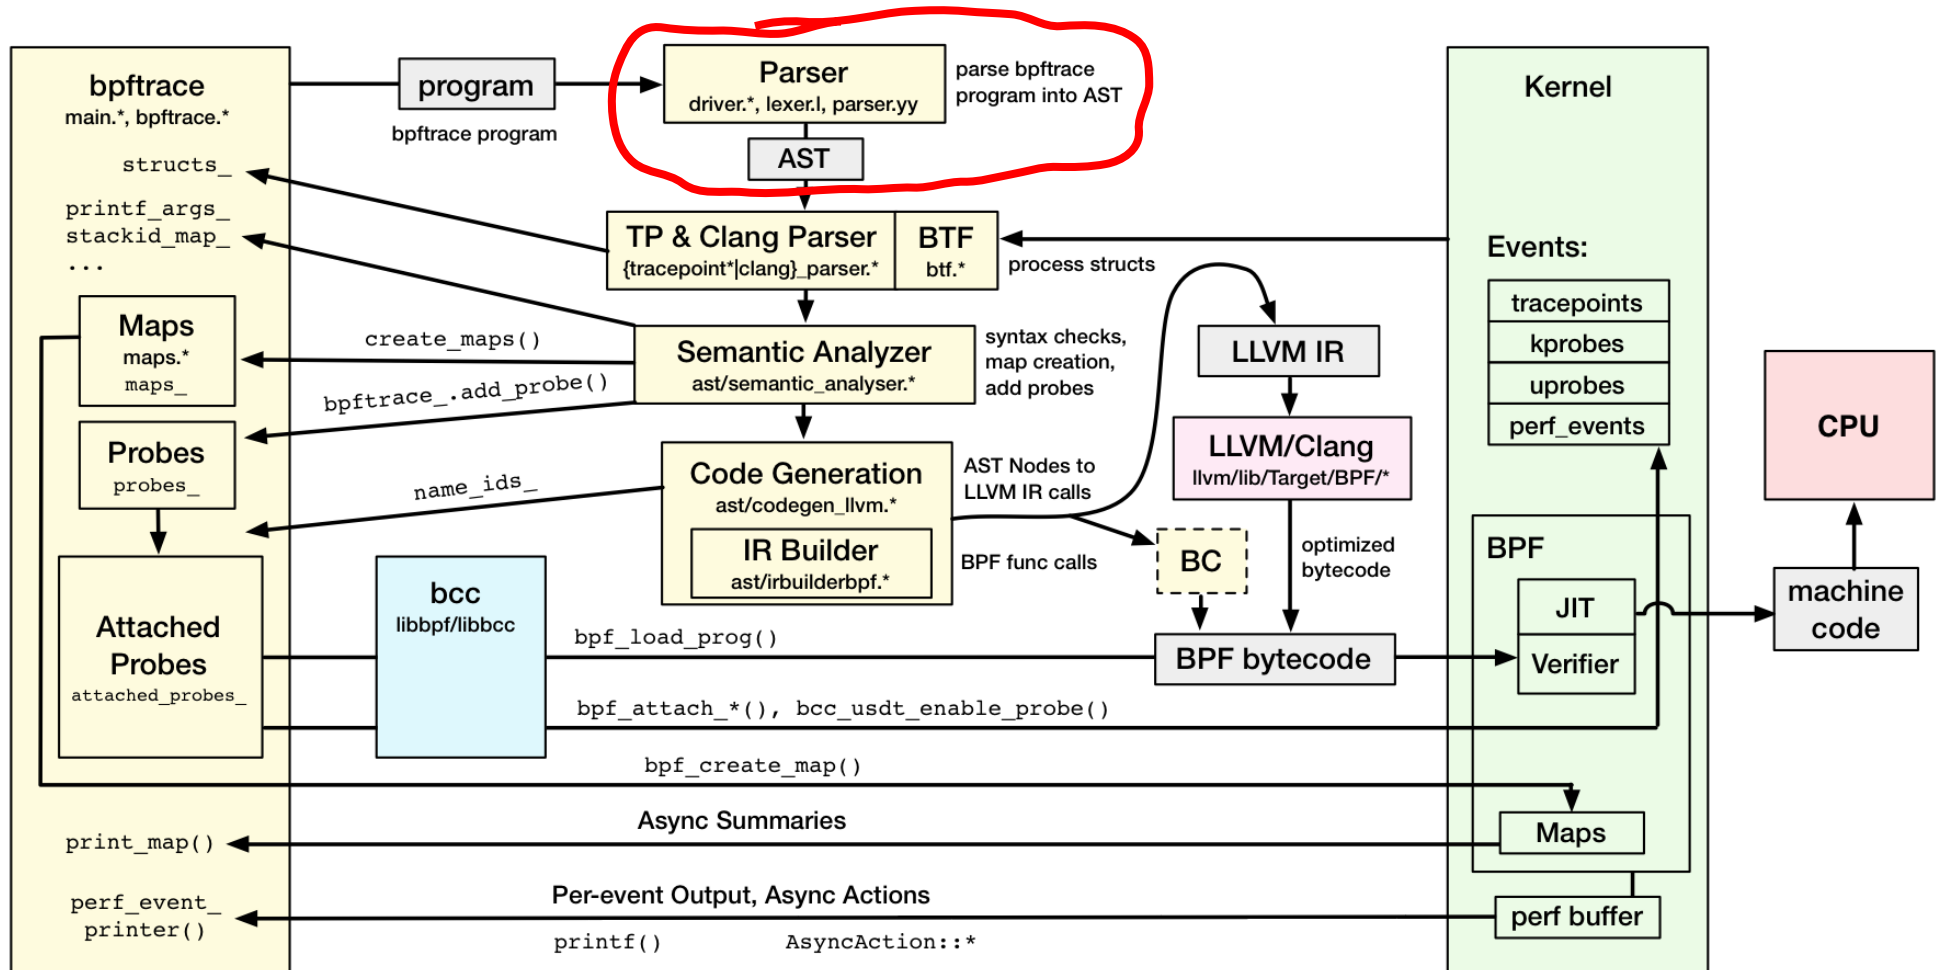 bpftrace
main.*, bpftrace.*
program
bpftrace program
Parser
driver.*, lexer.l, parser.yy
parse bpftrace
program into AST
AST
Kernel
structs_
printf_args_
stackid_map_
...
TP & Clang Parser
{tracepoint*|clang}_parser.*
BTF
btf.*
process structs
Events:
tracepoints
kprobes
uprobes
perf_events
Maps
maps.*
maps_
create_maps()
bpftrace_.add_probe()
Semantic Analyzer
ast/semantic_analyser.*
syntax checks,
map creation,
add probes
LLVM IR
LLVM/Clang
llvm/lib/Target/BPF/*
CPU
Probes
probes_
name_ids_
Code Generation
ast/codegen_llvm.*
IR Builder
ast/irbuilderbpf.*
AST Nodes to
LLVM IR calls
BPF func calls
BC
optimized
bytecode
BPF
JIT
Verifier
machine
code
Attached
Probes
attached_probes_
bcc
libbpf/libbcc
bpf_load_prog()
BPF bytecode
bpf_attach_*(), bcc_usdt_enable_probe()
bpf_create_map()
Async Summaries
print_map()
Maps
Per-event Output, Async Actions
perf_event_
printer()
printf()
AsyncAction::*
perf buffer